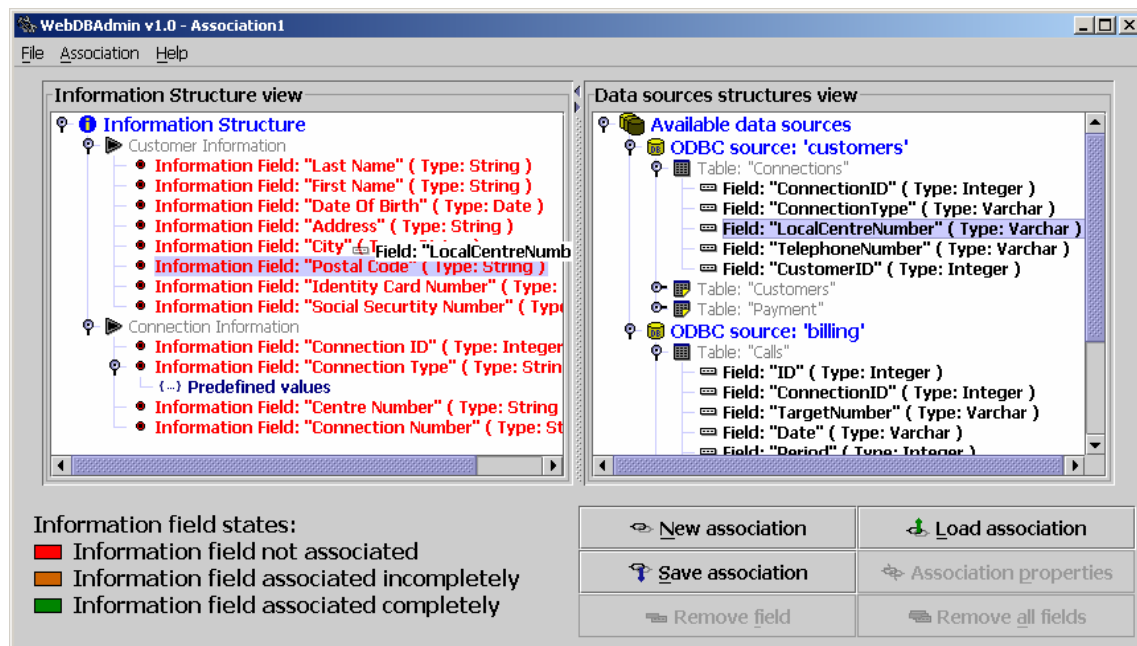 WebDBAdmin v1.0 - Association1
File Association Help
Information Structure view
Information Structure
Customer Information
Information Field: "Last Name" ( Type: String )
Information Field: "First Name" ( Type: String )
Information Field: "Date Of Birth" ( Type: Date )
Information Field: "Address" ( Type: String )
Information Field: "City" ( T
Field: "LocalCentreNumb
Information Field: "Postal Code" ( Type: String )
Information Field: "Identity Card Number" ( Type:
Information Field: "Social Securtity Number" ( Type
Connection Information
Information Field: "Connection ID" ( Type: Integer
Information Field: "Connection Type" ( Type: Strin
{...} Predefined values
Information Field: "Centre Number" ( Type: String
Information Field: "Connection Number" ( Type: St
Data sources structures view
Available data sources
ODBC source: 'customers'
Table: "Connections"
Field: "ConnectionID" ( Type: Integer )
Field: "ConnectionType" ( Type: Varchar )
Field: "LocalCentreNumber" ( Type: Varchar )
Field: "TelephoneNumber" ( Type: Varchar )
Field: "CustomerID" ( Type: Integer )
Table: "Customers"
Table: "Payment"
ODBC source: 'billing'
Table: "Calls"
Field: "ID" ( Type: Integer )
Field: "ConnectionID" ( Type: Integer )
Field: "TargetNumber" ( Type: Varchar )
Field: "Date" ( Type: Varchar )
Field: "Period" ( Type: Integer )
Information field states:
Information field not associated
Information field associated incompletely
Information field associated completely
New association
Load association
Save association
Association properties
Remove field
Remove all fields